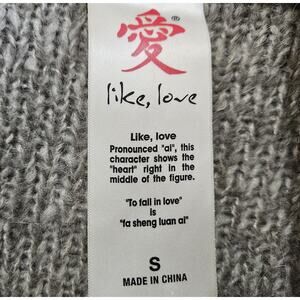 愛®
like, love
Like, love
Pronounced "ai", this
character shows the
"heart" right in the
middle of the figure.
"To fall in love"
is
"fa sheng luan ai"
S
MADE IN CHINA